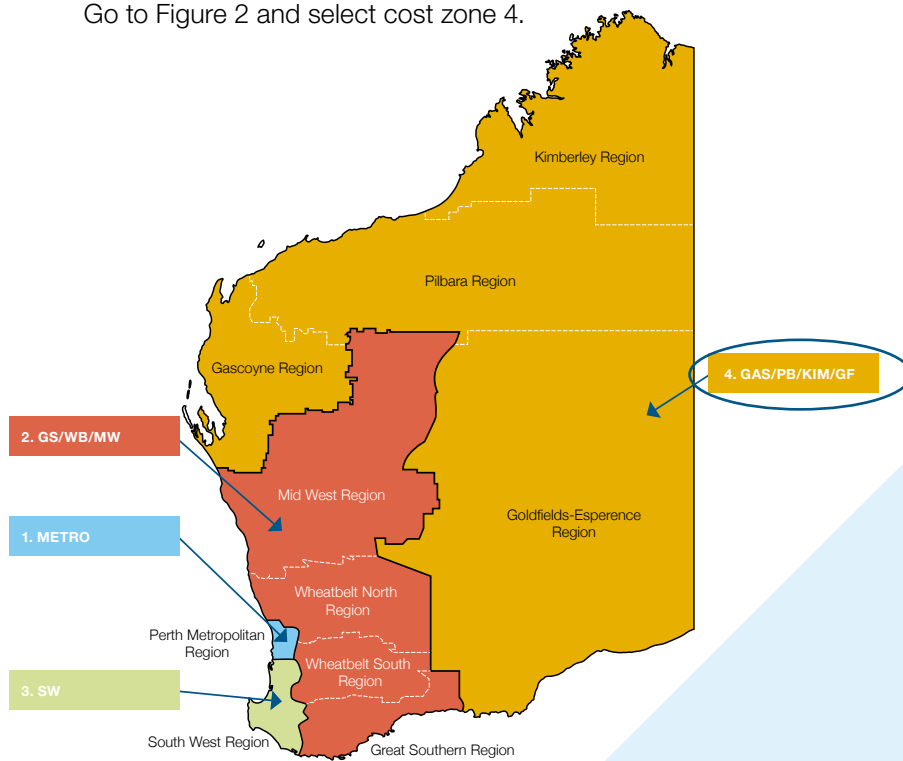 Go to Figure 2 and select cost zone 4.
Kimberley Region
Pilbara Region
Gascoyne Region
4. GAS/PB/KIM/GF
2. GS/WB/MW
Mid West Region
Goldfields-Esperence
Region
1. METRO
Wheatbelt North
Region
Perth Metropolitan
Region
Wheatbelt South
Region
3. SW
South West Region
Great Southern Region